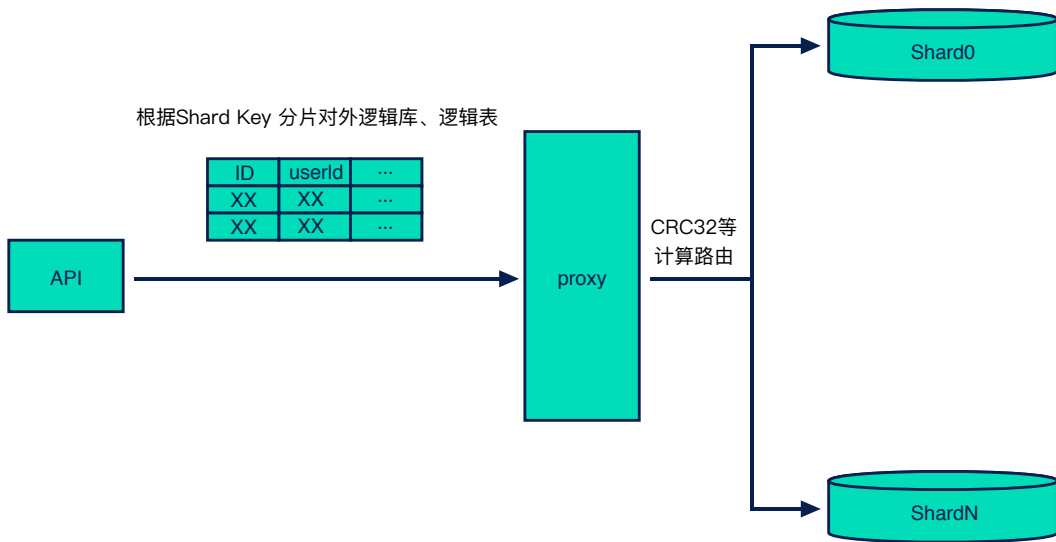 Shard0
根据Shard Key 分片对外逻辑库、逻辑表
ID userId ...
XX XX ...
XX XX ...
API
proxy
CRC32等
计算路由
ShardN